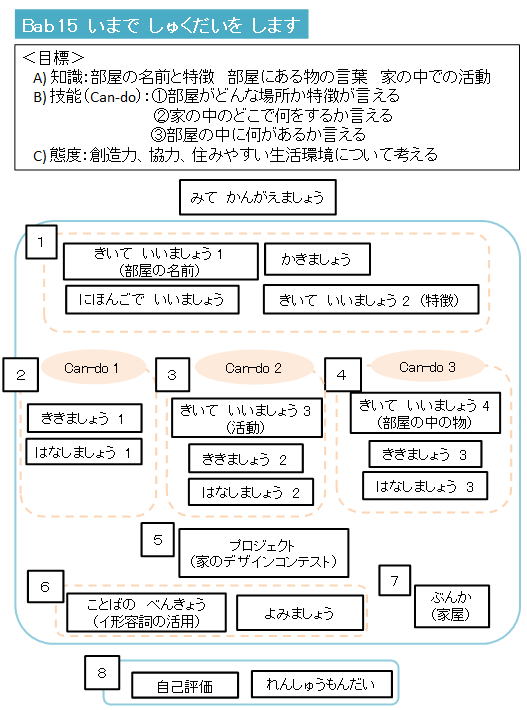 Bab15 いまで しゅくだいを します
＜目標＞
A) 知識：部屋の名前と特徴　部屋にある物の言葉　家の中での活動
B) 技能（Can-do）：①部屋がどんな場所か特徴が言える
②家の中のどこで何をするか言える
③部屋の中に何があるか言える
C) 態度：創造力、協力、住みやすい生活環境について考える
みて かんがえましょう
1
きいて いいましょう1
（部屋の名前）
かきましょう
にほんごで いいましょう
きいて いいましょう2 （特徴）
2
Can-do 1
ききましょう 1
はなしましょう 1
3
Can-do 2
きいて いいましょう3
（活動）
ききましょう 2
はなしましょう 2
4
Can-do 3
きいて いいましょう4
（部屋の中の物）
ききましょう 3
はなしましょう 3
5
プロジェクト
（家のデザインコンテスト）
6
ことばの べんきょう
（イ形容詞の活用）
よみましょう
7
ぶんか
（家屋）
8
自己評価
れんしゅうもんだい